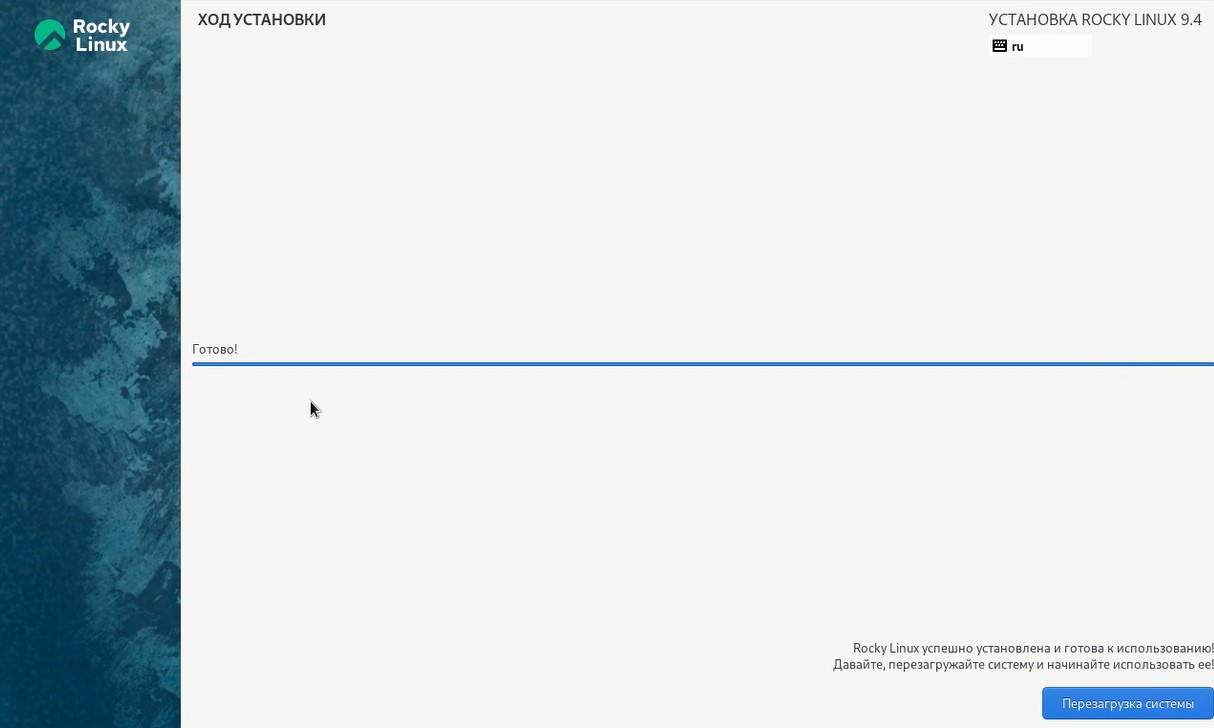 Rocky
Linux
ХОД УСТАНОВКИ
УСТАНОВКА ROCKY LINUX 9.4
ru
Готово!
Rocky Linux успешно установлена и готова к использованию!
Давайте, перезагружайте систему и начинайте использовать ее!
Перезагрузка системы